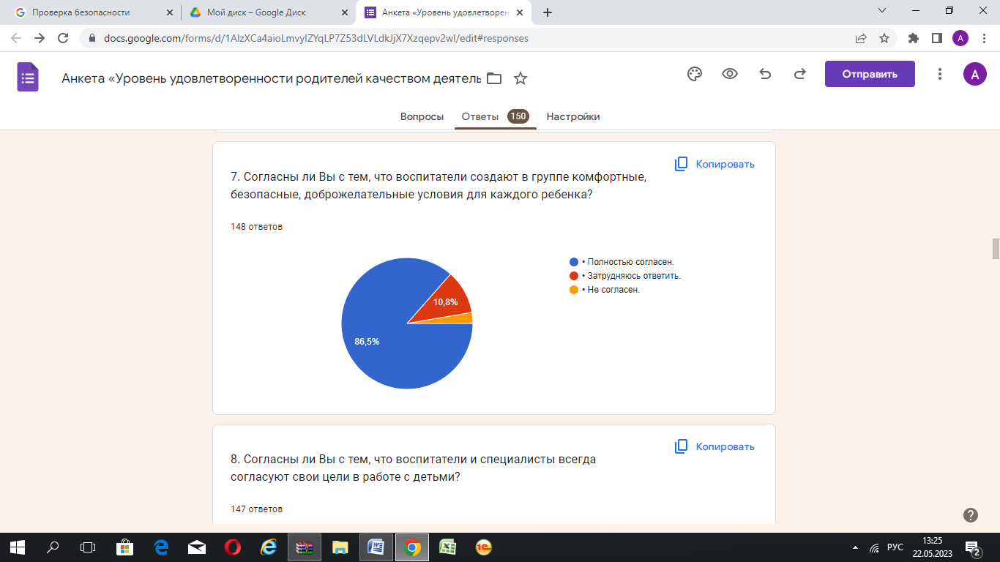 Проверка безопасности
Мой диск – Google Диск
Анкета «Уровень удовлетворен
docs.google.com/forms/d/1AlzXCa4aioLmvylZYqLP7Z53dLVLdkJjX7Xzqepv2wI/edit#responses
A
Анкета «Уровень удовлетворенности родителей качеством деятель
Отправить
A
Вопросы
Ответы 150
Настройки
Копировать
7. Согласны ли Вы с тем, что воспитатели создают в группе комфортные,
безопасные, доброжелательные условия для каждого ребенка?
148 ответов
• Полностью согласен.
• Затрудняюсь ответить.
• Не согласен.
10,8%
86,5%
Копировать
8. Согласны ли Вы с тем, что воспитатели и специалисты всегда
согласуют свои цели в работе с детьми?
147 ответов
РУС
13:25
22.05.2023
2